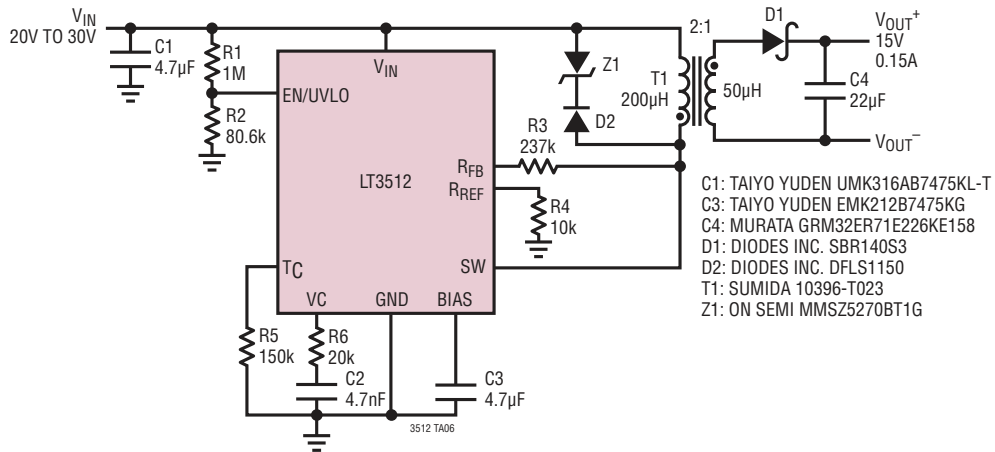 VIN
20V TO 30V
C1
4.7µF
R1
1M
R2
80.6k
VIN
EN/UVLO
LT3512
RFB
RREF
SW
TC
VC
GND
BIAS
R3
237k
R4
10k
R5
150k
R6
20k
C2
4.7nF
C3
4.7µF
Z1
D2
T1
200µH
2:1
50µH
D1
C4
22µF
VOUT+
15V
0.15A
VOUT–
C1: TAIYO YUDEN UMK316AB7475KL-T
C3: TAIYO YUDEN EMK212B7475KG
C4: MURATA GRM32ER71E226KE158
D1: DIODES INC. SBR140S3
D2: DIODES INC. DFLS1150
T1: SUMIDA 10396-T023
Z1: ON SEMI MMSZ5270BT1G
3512 TA06